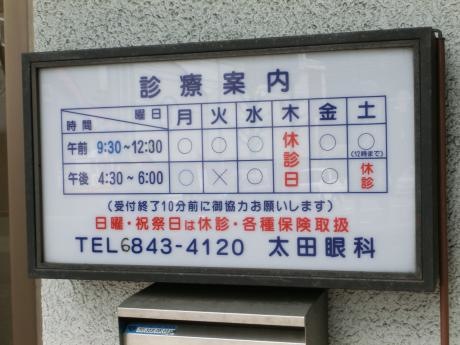 診療案内
曜日 時間 月 火 水 木 金 土
午前 9:30~12:30 ○ ○ ○ 休診日 ○ ○ (12時まで)
午後 4:30~6:00 ○ × ○ ○ 休診
(受付終了10分前に御協力お願いします)
日曜・祝祭日は休診・各種保険取扱
TEL6843-4120 太田眼科